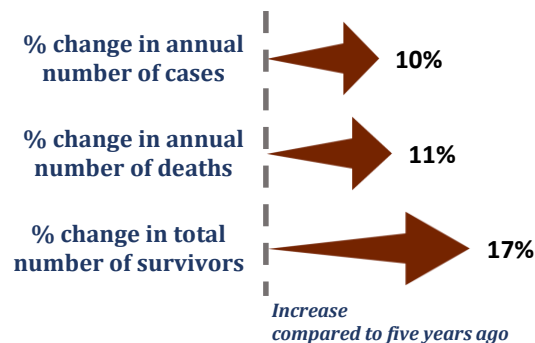 % change in annual
number of cases
10%
% change in annual
number of deaths
11%
% change in total
number of survivors
17%
Increase
compared to five years ago